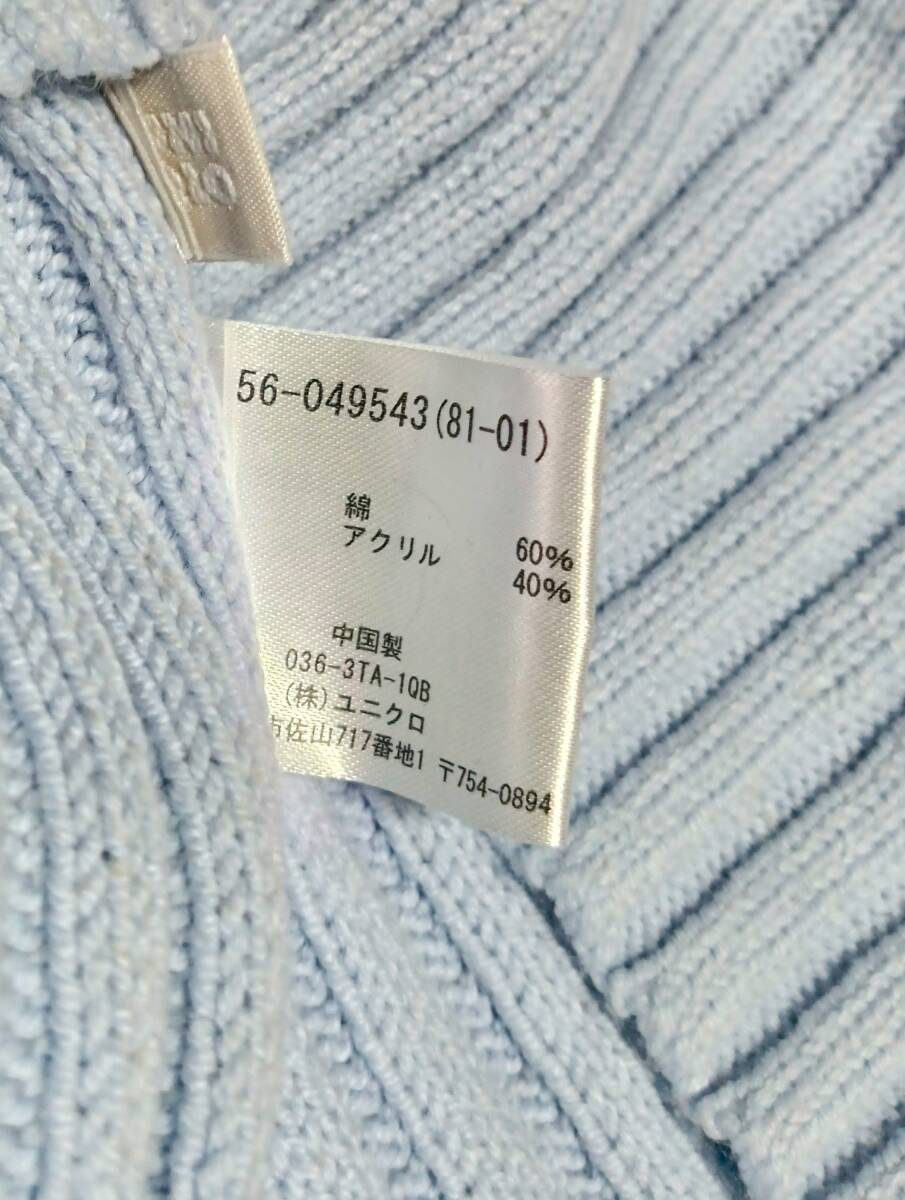 56-049543(81-01)
綿 60%
アクリル 40%
中国製
036-3TA-1QB
(株)ユニクロ
市佐山717番地1 〒754-0894